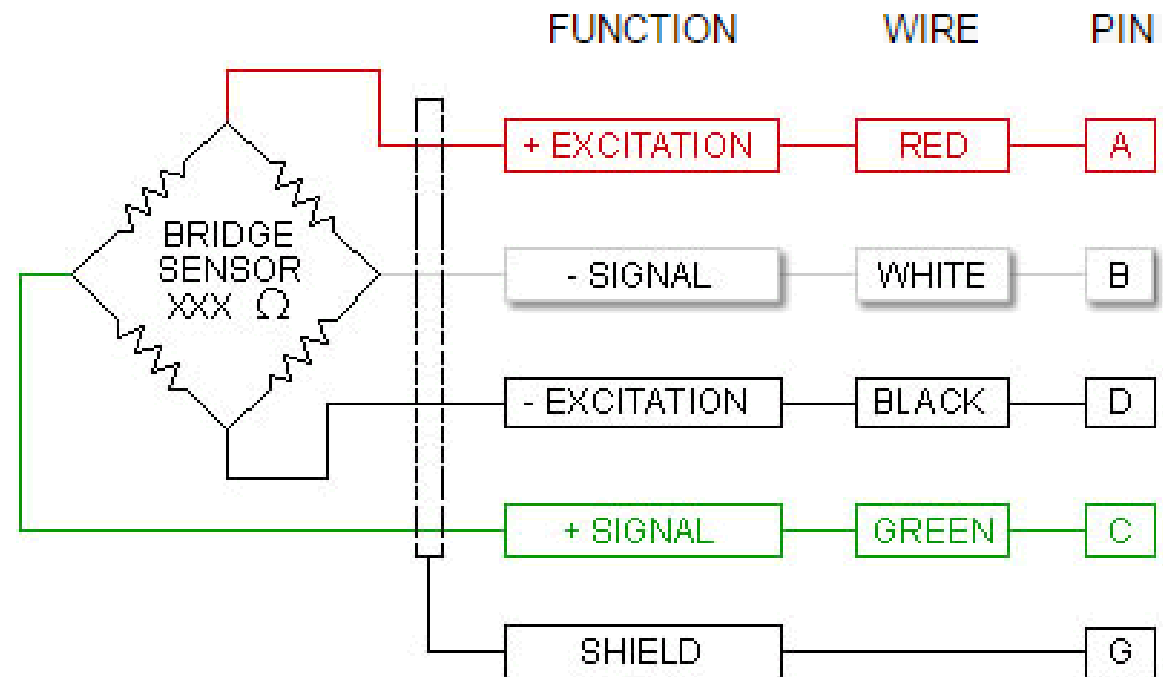 FUNCTION WIRE PIN
+ EXCITATION RED A
BRIDGE
SENSOR
XXX Ω
- SIGNAL WHITE B
- EXCITATION BLACK D
+ SIGNAL GREEN C
SHIELD G